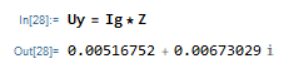 In[28]:= Uy = Ig * Z
Out[28]= 0.00516752 + 0.00673029 i